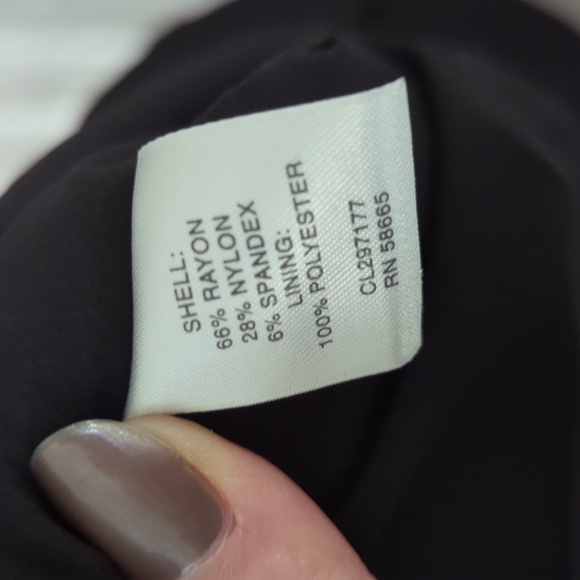 SHELL:
66% RAYON
28% NYLON
6% SPANDEX
LINING:
100% POLYESTER
CL297177
RN 58665